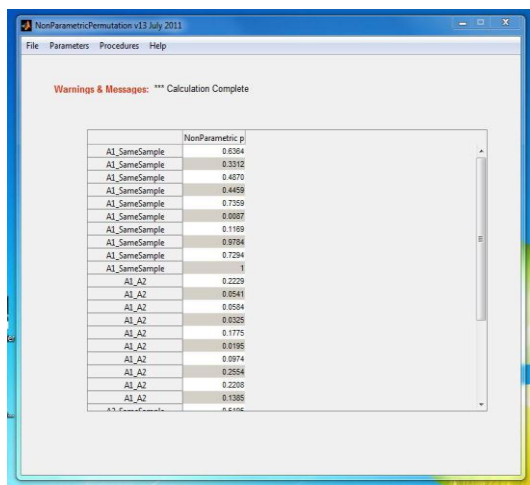 NonParametricPermutation v13 July 2011
File Parameters Procedures Help
Warnings & Messages: *** Calculation Complete
NonParametric p
A1_SameSample 0.6364
A1_SameSample 0.3312
A1_SameSample 0.4870
A1_SameSample 0.4459
A1_SameSample 0.7359
A1_SameSample 0.0087
A1_SameSample 0.1169
A1_SameSample 0.9784
A1_SameSample 0.7294
A1_SameSample 1
A1_A2 0.2229
A1_A2 0.0541
A1_A2 0.0584
A1_A2 0.0325
A1_A2 0.1775
A1_A2 0.0195
A1_A2 0.0974
A1_A2 0.2554
A1_A2 0.2208
A1_A2 0.1385
A2_SameSample